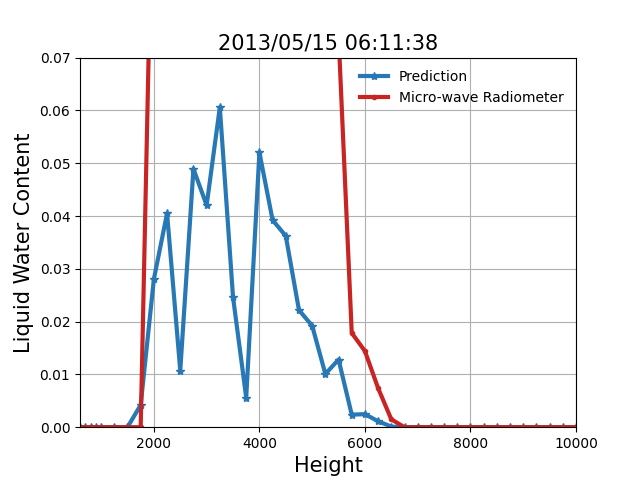 2013/05/15 06:11:38
0.07
0.06
0.05
0.04
0.03
0.02
0.01
0.00
Liquid Water Content
Prediction
Micro-wave Radiometer
2000 4000 6000 8000 10000
Height